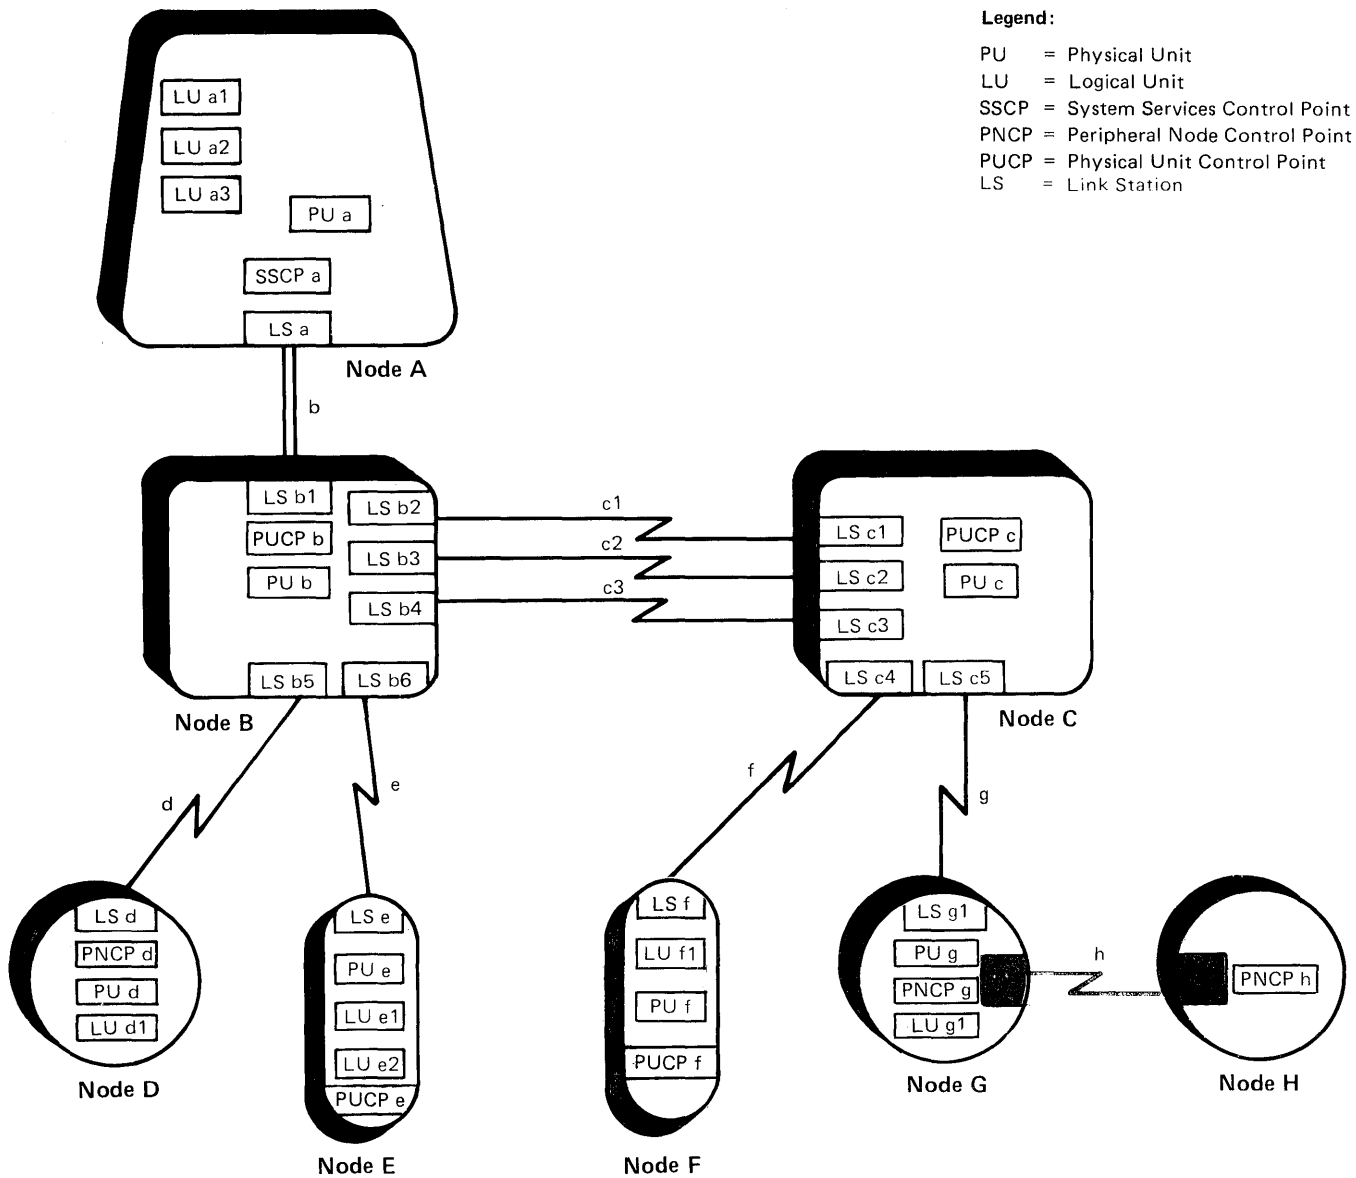 Legend:
PU = Physical Unit
LU = Logical Unit
SSCP = System Services Control Point
PNCP = Peripheral Node Control Point
PUCP = Physical Unit Control Point
LS = Link Station
LU a1
LU a2
LU a3
PU a
SSCP a
LS a
Node A
b
LS b1
PUCP b
PU b
LS b2
LS b3
LS b4
LS b5
LS b6
Node B
c1
c2
c3
LS c1
LS c2
LS c3
PUCP c
PU c
LS c4
LS c5
Node C
d
e
f
g
LS d
PNCP d
PU d
LU d1
Node D
LS e
PU e
LU e1
LU e2
PUCP e
Node E
LS f
LU f1
PU f
PUCP f
Node F
LS g1
PU g
PNCP g
LU g1
Node G
h
PNCP h
Node H